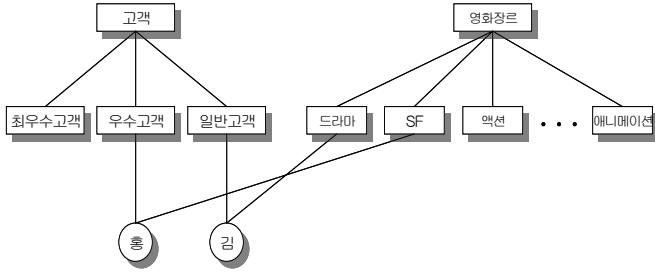 고객
영화장르
최우수고객
우수고객
일반고객
드라마
SF
액션
• • •
애니메이션
홍
김